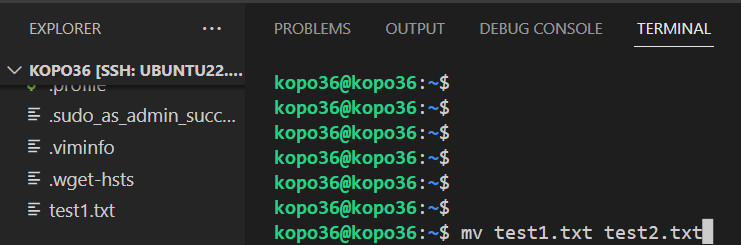 EXPLORER ...
KOPO36 [SSH: UBUNTU22....
.profile
.sudo_as_admin_succ...
.viminfo
.wget-hsts
test1.txt
PROBLEMS OUTPUT DEBUG CONSOLE TERMINAL
kopo36@kopo36:~$
kopo36@kopo36:~$
kopo36@kopo36:~$
kopo36@kopo36:~$
kopo36@kopo36:~$
kopo36@kopo36:~$
kopo36@kopo36:~$ mv test1.txt test2.txt